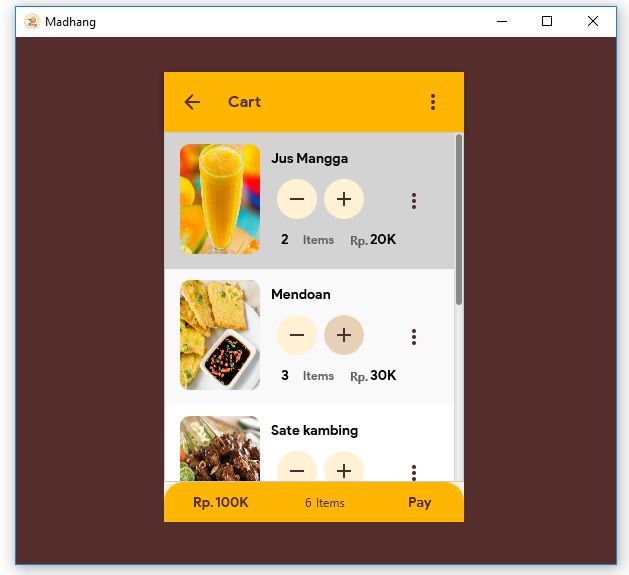 Madhang
Cart
Jus Mangga
2 Items Rp. 20K
Mendoan
3 Items Rp. 30K
Sate kambing
Rp. 100K 6 Items Pay